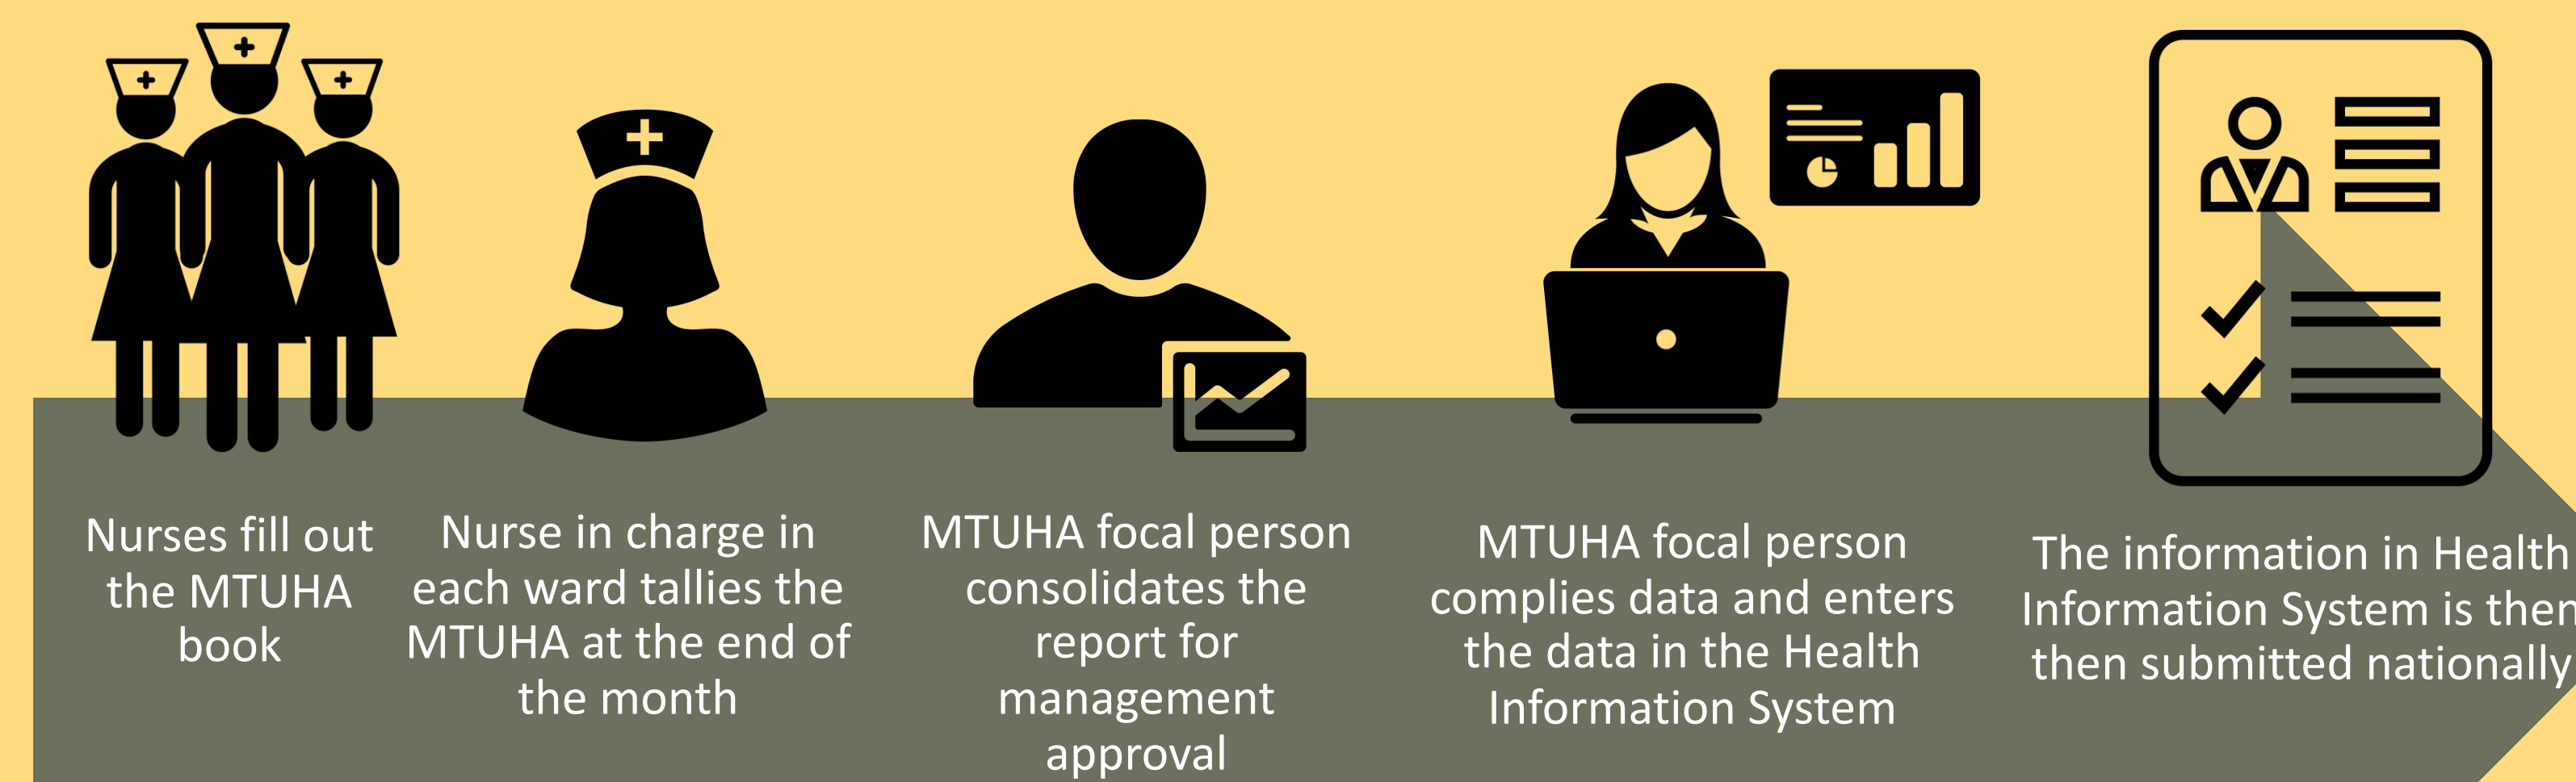 Nurses fill out
the MTUHA
book
Nurse in charge in
each ward tallies the
MTUHA at the end of
the month
MTUHA focal person
consolidates the
report for
management
approval
MTUHA focal person
complies data and enters
the data in the Health
Information System
The information in Health
Information System is then
then submitted nationally